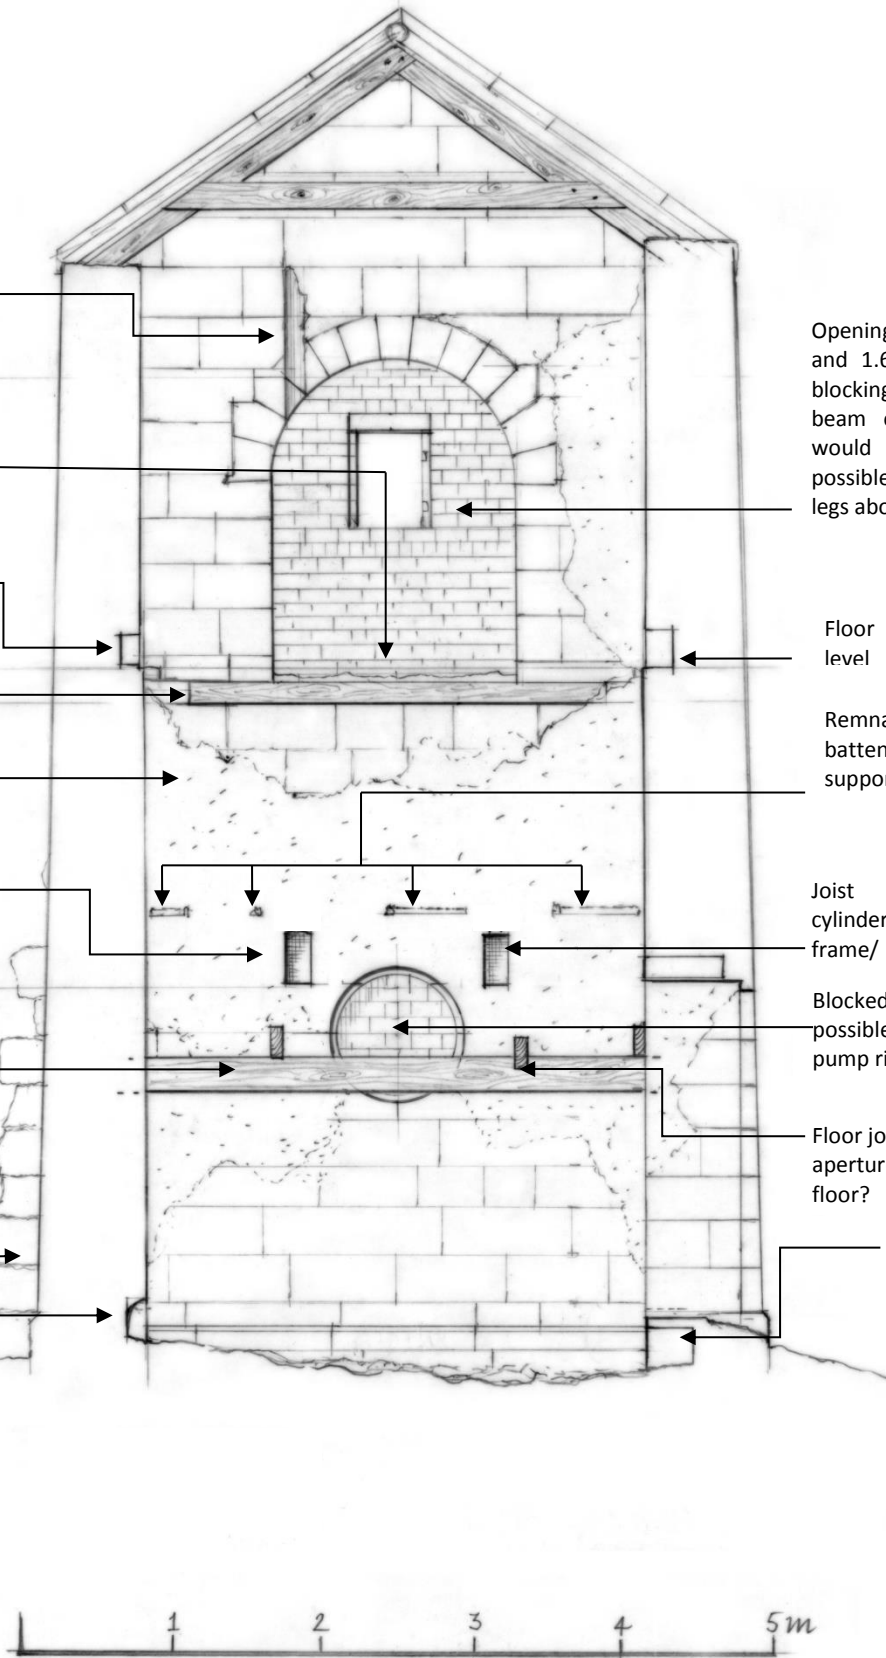 Opening
and 1.6
blocking
beam
would
possible
legs abo
Floor
level
Remna
batten
suppor
Joist
cylinder
frame/
Blocked
possible
pump ri
Floor jo
apertur
floor?
1 2 3 4 5m